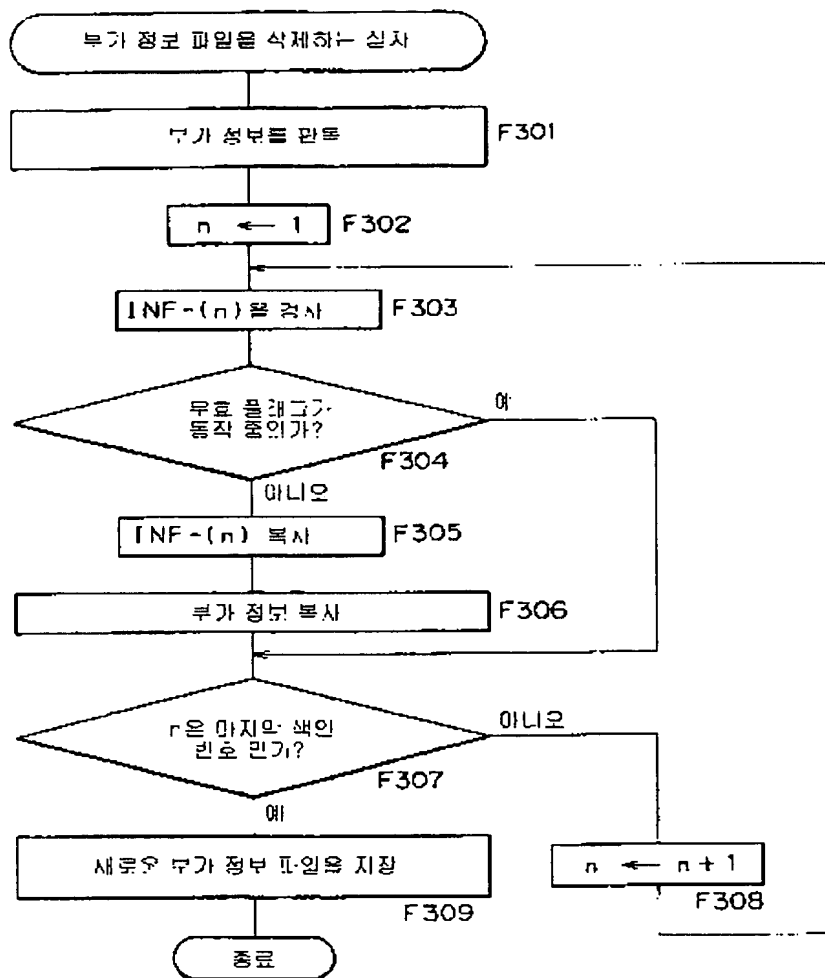 부가 정보 파일을 삭제하는 절차
부가 정보를 판독
F301
n ← 1
F302
INF-(n)을 검사
F303
무효 플래그가
동작 중인가?
F304
예
아니오
INF-(n) 복사
F305
부가 정보 복사
F306
n은 마지막 색인
번호 인가?
F307
아니오
예
새로운 부가 정보 파일을 저장
F309
n ← n+1
F308
종료